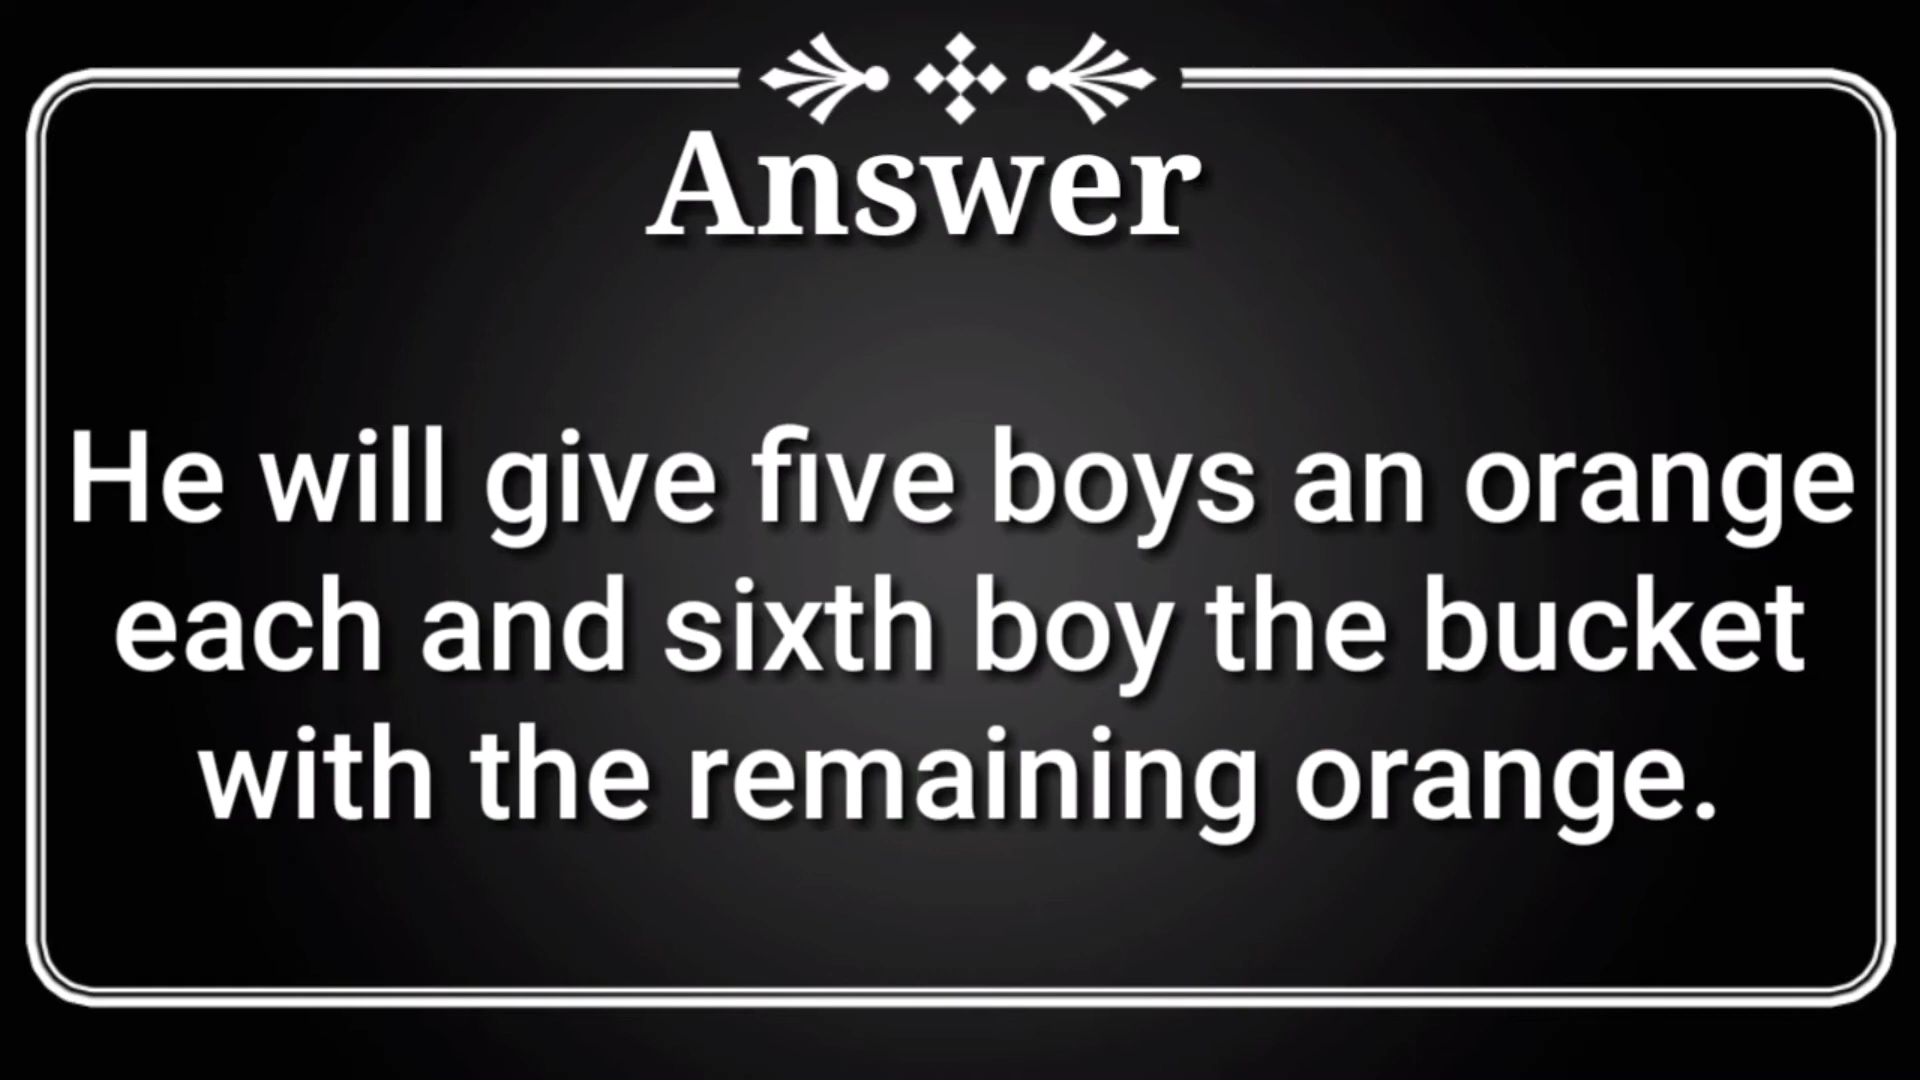 Answer
He will give five boys an orange
each and sixth boy the bucket
with the remaining orange.